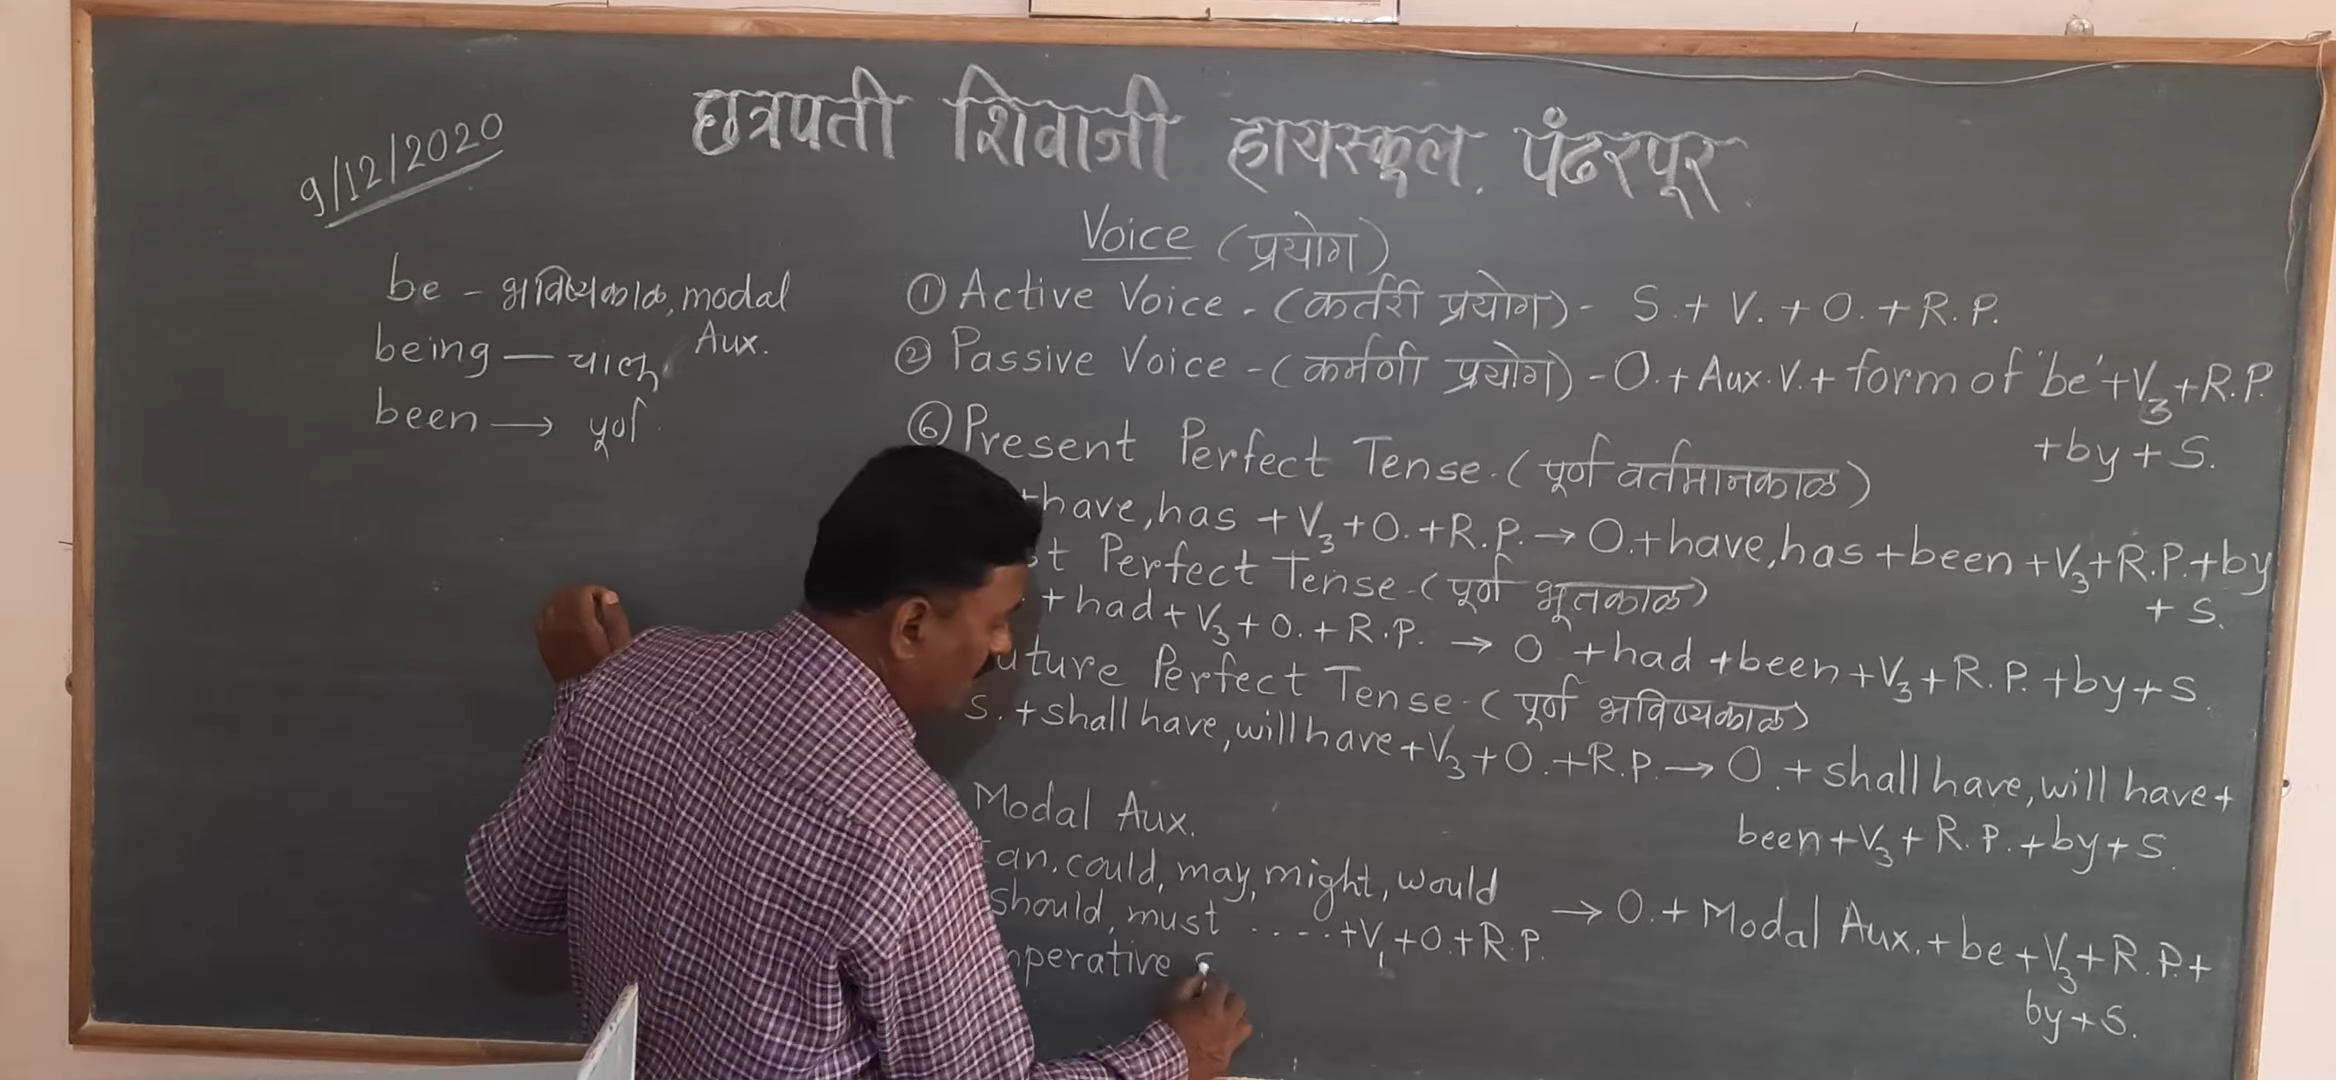 छत्रपती शिवाजी हायस्कूल. पंढरपूर.
9/12/2020
Voice (प्रयोग)
be - भविष्यकाळ, modal
Aux.
being — चालू
been → पूर्ण
① Active Voice - (कर्तरी प्रयोग) - S. + V. + O. + R.P.
② Passive Voice - (कर्मणी प्रयोग) - O. + Aux.V. + form of 'be' + V3 + R.P.
+ by + S.
⑥ Present Perfect Tense. (पूर्ण वर्तमानकाळ)
+ have, has + V3 + O. + R.P. → O. + have, has + been + V3 + R.P. + by
+ S.
Perfect Tense - (पूर्ण भूतकाळ)
+ had + V3 + O. + R.P. → O + had + been + V3 + R.P. + by + S.
uture Perfect Tense - (पूर्ण भविष्यकाळ)
S. + shall have, will have + V3 + O. + R.P. → O. + shall have, will have +
been + V3 + R.P. + by + S.
Modal Aux.
an, could, may, might, would
should, must ..... + V1 + O + R.P. → O. + Modal Aux. + be + V3 + R.P. +
by + S.
mperative